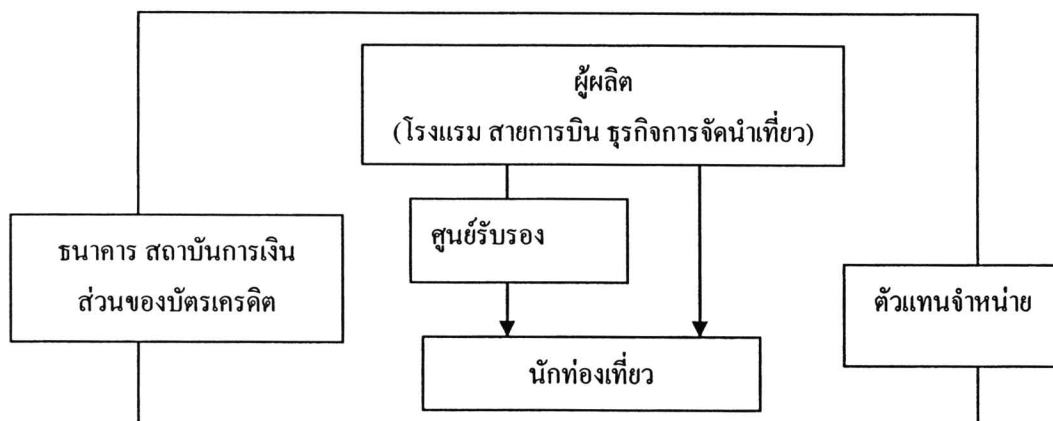 ผู้ผลิต
(โรงแรม สายการบิน ธุรกิจการจัดนำเที่ยว)
ศูนย์รับรอง
ธนาคาร สถาบันการเงิน
ส่วนของบัตรเครดิต
ตัวแทนจำหน่าย
นักท่องเที่ยว